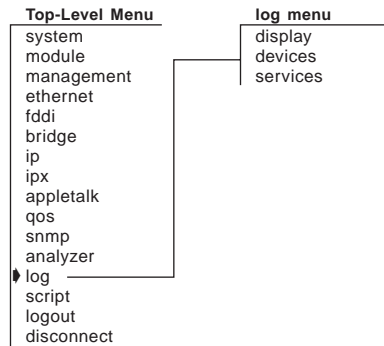 Top-Level Menu
system
module
management
ethernet
fddi
bridge
ip
ipx
appletalk
qos
snmp
analyzer
log
script
logout
disconnect
log menu
display
devices
services